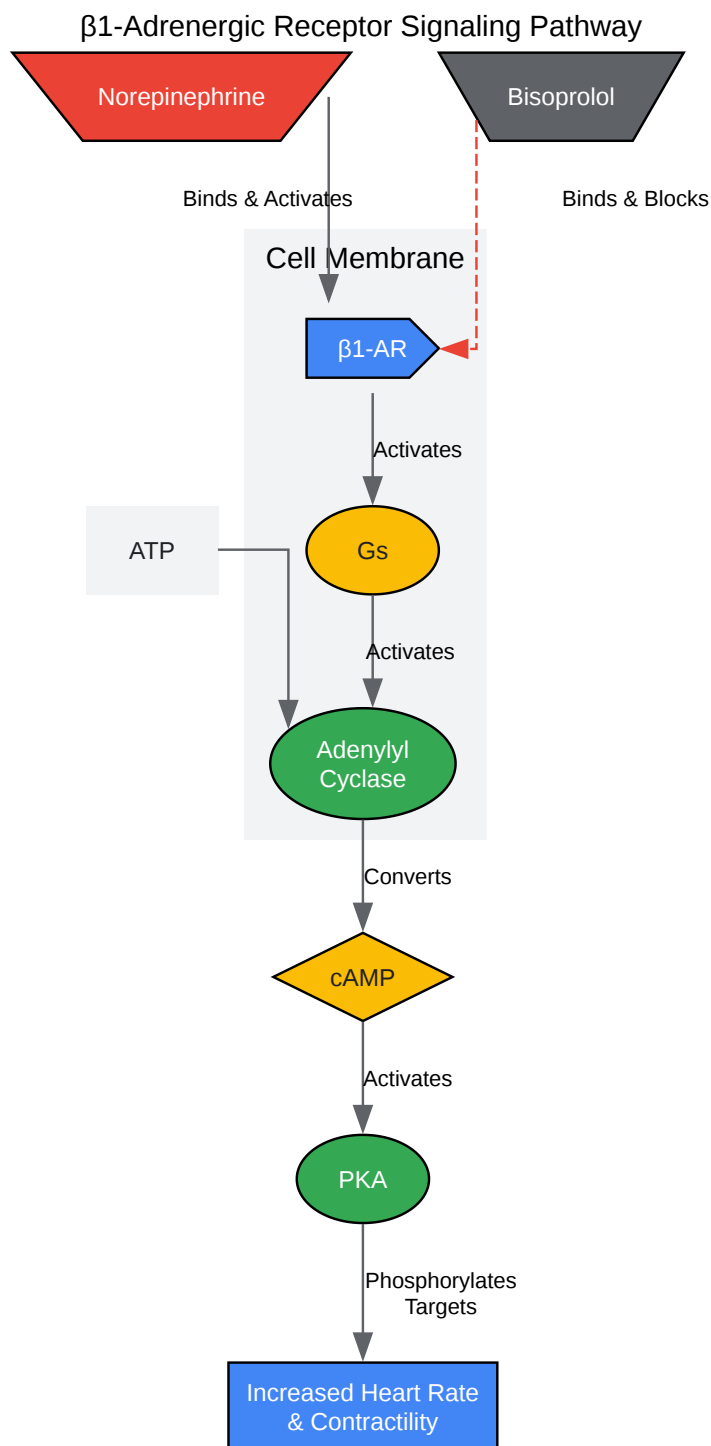 β1-Adrenergic Receptor Signaling Pathway
Norepinephrine
Bisoprolol
Binds & Activates
Binds & Blocks
Cell Membrane
β1-AR
Activates
ATP
Gs
Activates
Adenylyl
Cyclase
Converts
cAMP
Activates
PKA
Phosphorylates
Targets
Increased Heart Rate
& Contractility